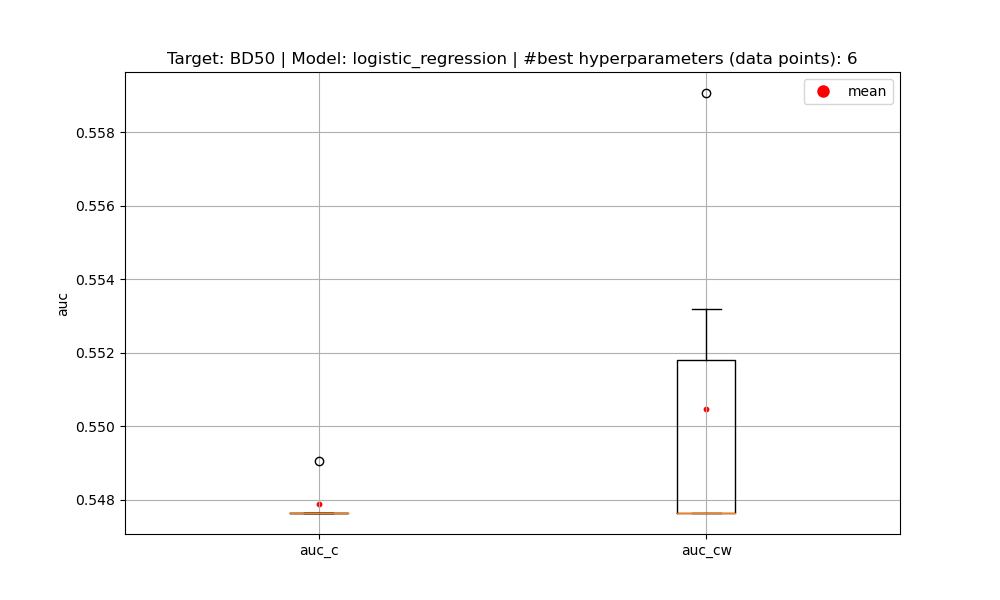 Target: BD50 | Model: logistic_regression | #best hyperparameters (data points): 6
mean
0.558
0.556
0.554
0.552
0.550
0.548
auc
auc_c
auc_cw